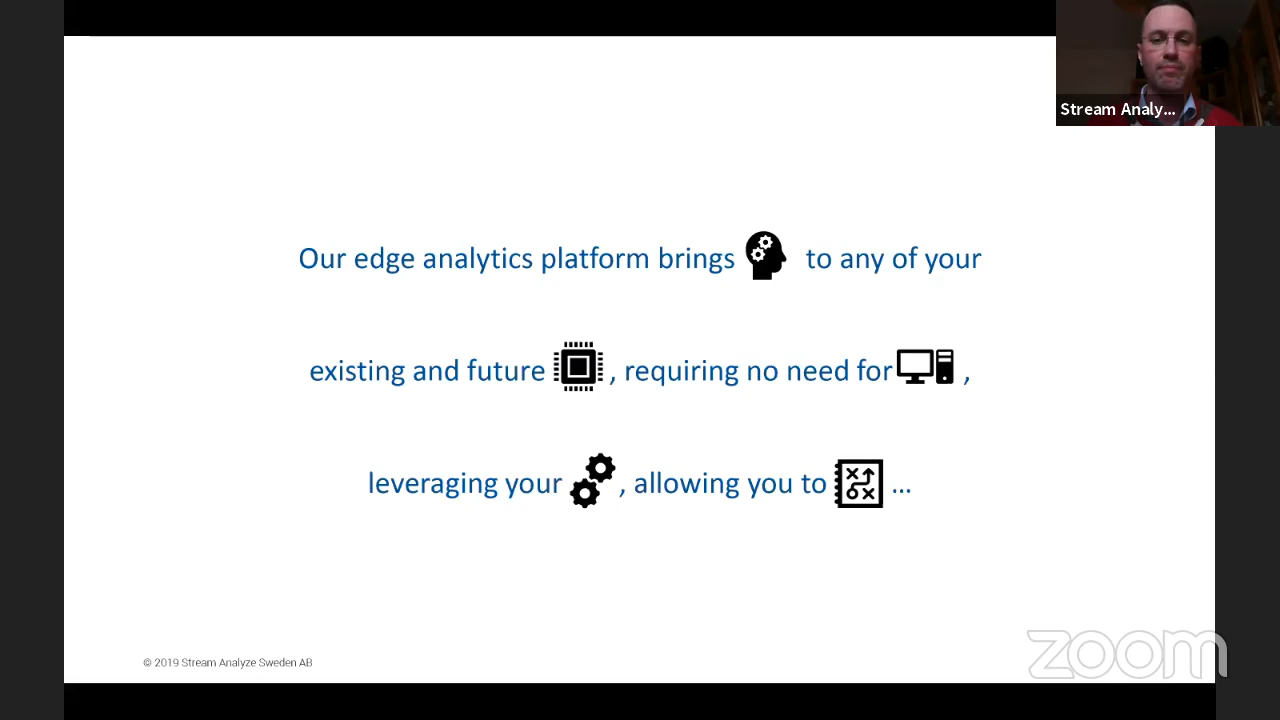 Stream Analy...
Our edge analytics platform brings to any of your
existing and future , requiring no need for ,
leveraging your , allowing you to ...
© 2019 Stream Analyze Sweden AB
zoom